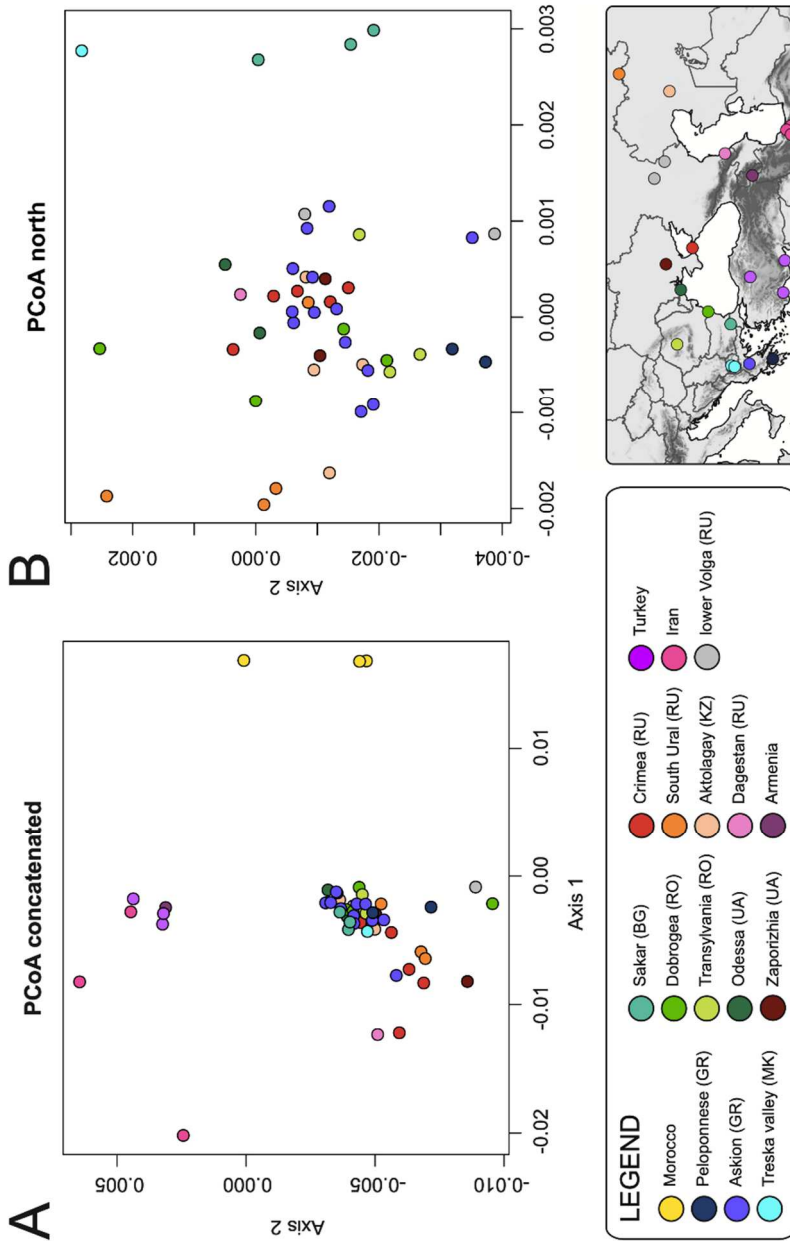 A
PCoA concatenated
Axis 2
0.005
0.000
-0.005
-0.010
-0.02
-0.01
0.00
0.01
Axis 1
B
PCoA north
Axis 2
0.002
0.000
-0.002
-0.004
-0.002
-0.001
0.000
0.001
0.003
LEGEND
Morocco
Peloponnese (GR)
Askion (GR)
Treska valley (MK)
Sakar (BG)
Dobrogea (RO)
Transylvania (RO)
Odessa (UA)
Zaporizhia (UA)
Crimea (RU)
South Ural (RU)
Aktolagay (KZ)
Dagestan (RU)
Armenia
Turkey
Iran
lower Volga (RU)